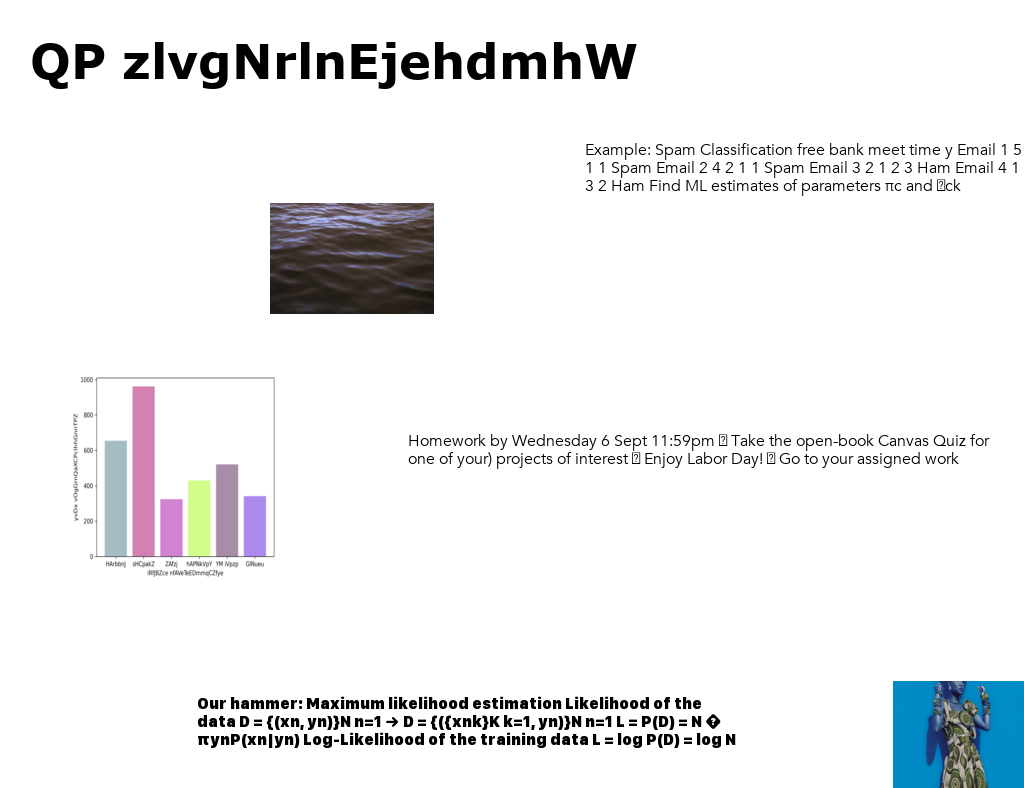 QP zlvgNrlnEjehdmhW
Example: Spam Classification free bank meet time y Email 1 5
1 1 Spam Email 2 4 2 1 1 Spam Email 3 2 1 2 3 Ham Email 4 1
3 2 Ham Find ML estimates of parameters πc and ck
1000
800
600
400
200
0
HArbbnj sHCpakZ ZAfzj hAPNkVpY YM iVpzp GlNueu
Homework by Wednesday 6 Sept 11:59pm Take the open-book Canvas Quiz for
one of your) projects of interest Enjoy Labor Day! Go to your assigned work
Our hammer: Maximum likelihood estimation Likelihood of the
data D = {(xn, yn)}N n=1 → D = {({xnk}K k=1, yn)}N n=1 L = P(D) = N �
πynP(xn|yn) Log-Likelihood of the training data L = log P(D) = log N